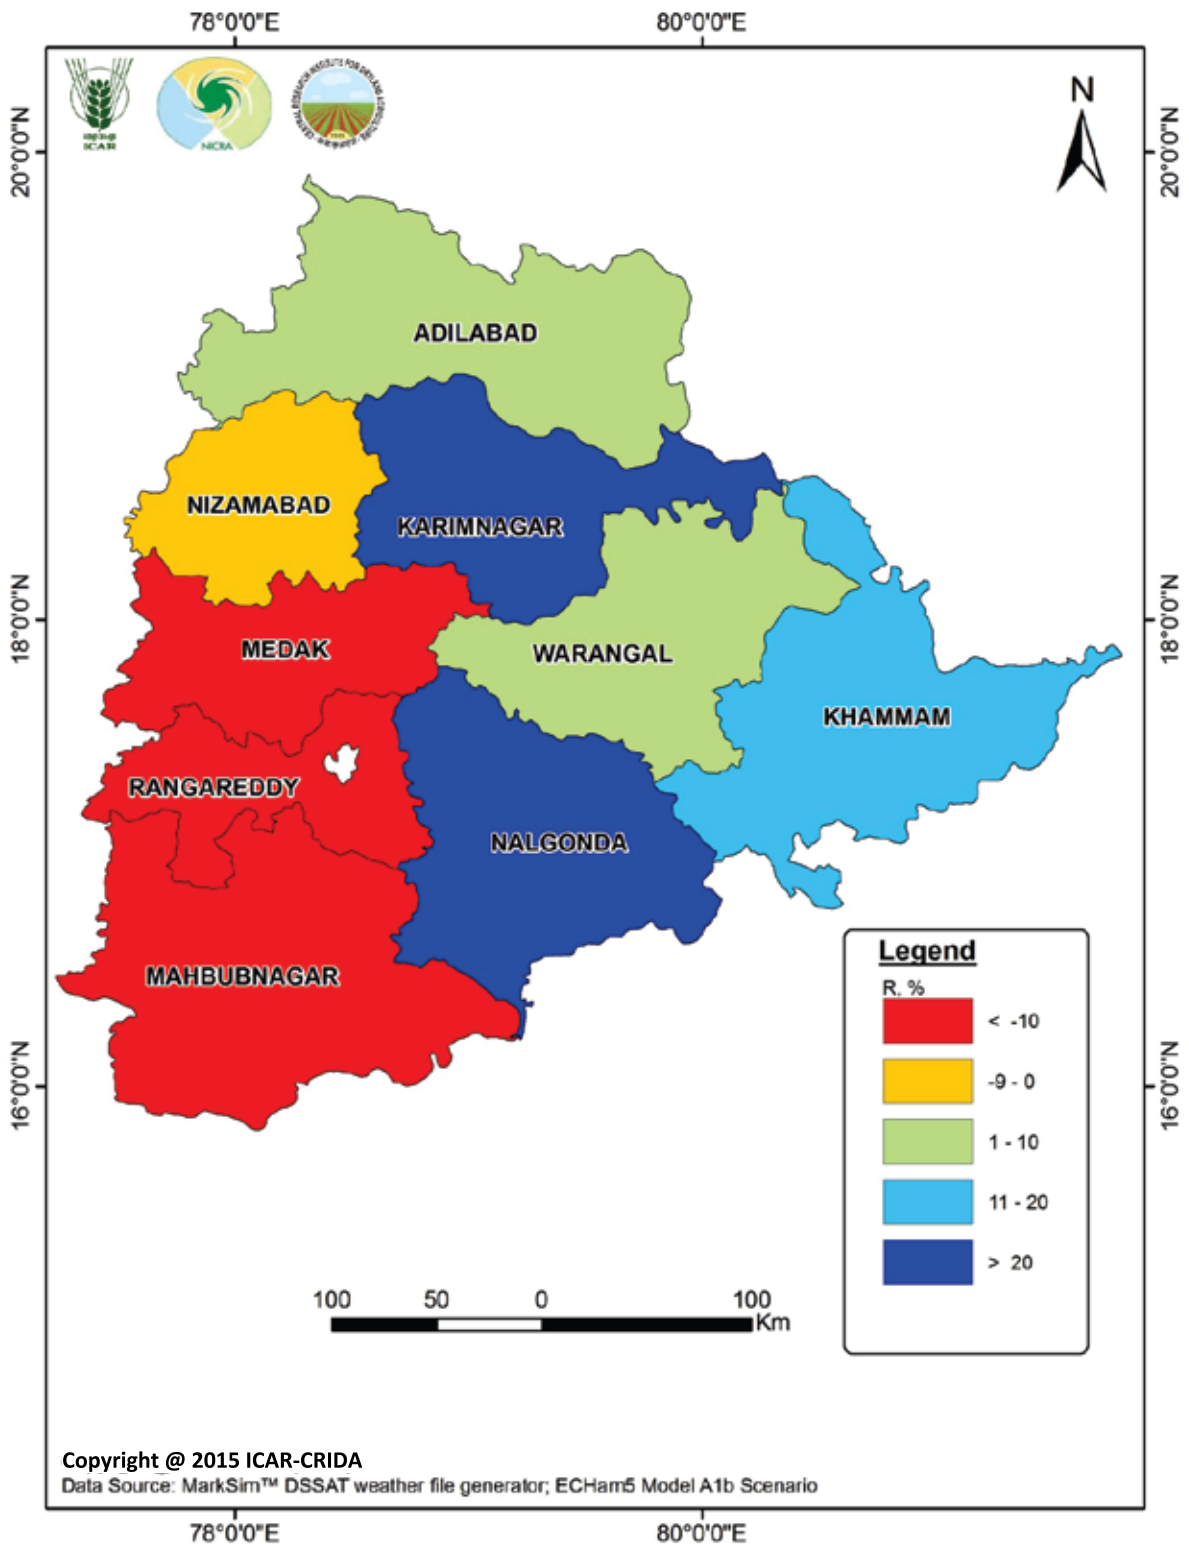 78°0'0"E 80°0'0"E
ICAR
NICRA
N
20°0'0"N 20°0'0"N
ADILABAD
NIZAMABAD
KARIMNAGAR
18°0'0"N 18°0'0"N
MEDAK
WARANGAL
KHAMMAM
RANGAREDDY
NALGONDA
MAHBUBNAGAR
16°0'0"N 16°0'0"N
Legend
R. %
< -10
-9 - 0
1 - 10
11 - 20
> 20
100 50 0 100
Km
Copyright @ 2015 ICAR-CRIDA
Data Source: MarkSim™ DSSAT weather file generator; ECHam5 Model A1b Scenario
78°0'0"E 80°0'0"E